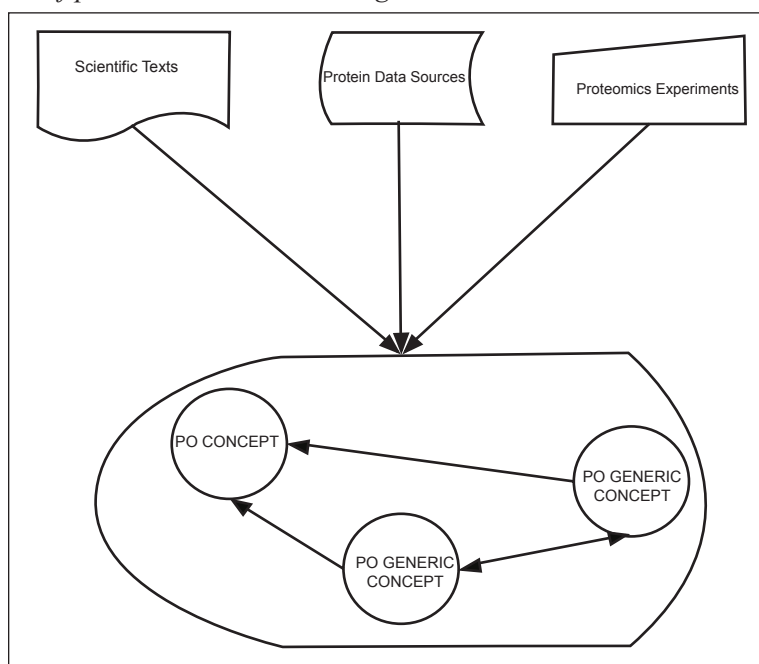 Scientific Texts
Protein Data Sources
Proteomics Experiments
PO CONCEPT
PO GENERIC
CONCEPT
PO GENERIC
CONCEPT